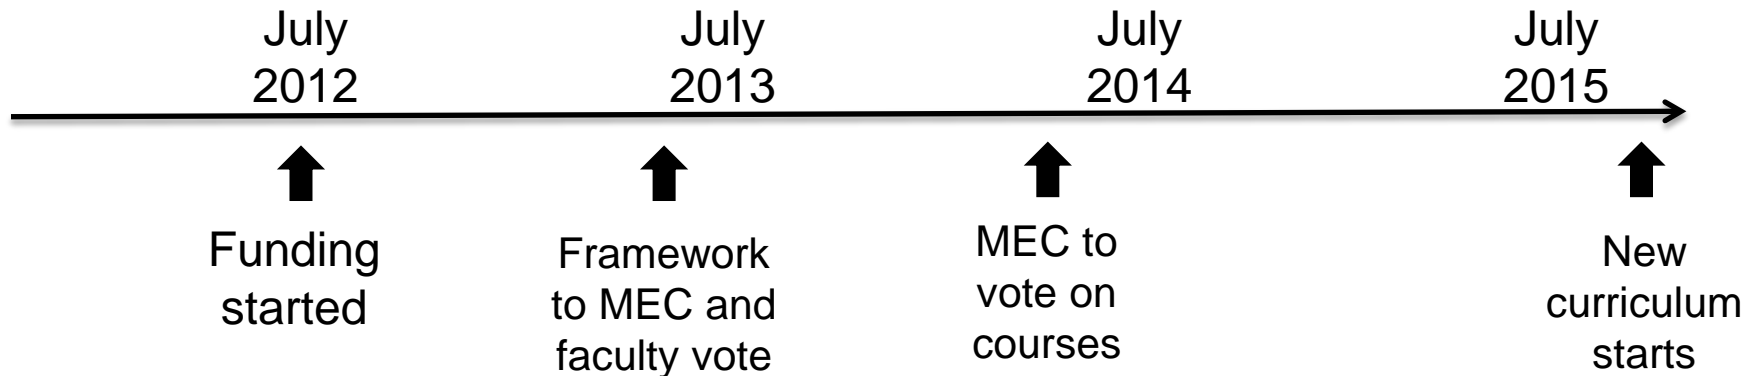 July
2012
July
2013
July
2014
July
2015
Funding
started
Framework
to MEC and
faculty vote
MEC to
vote on
courses
New
curriculum
starts